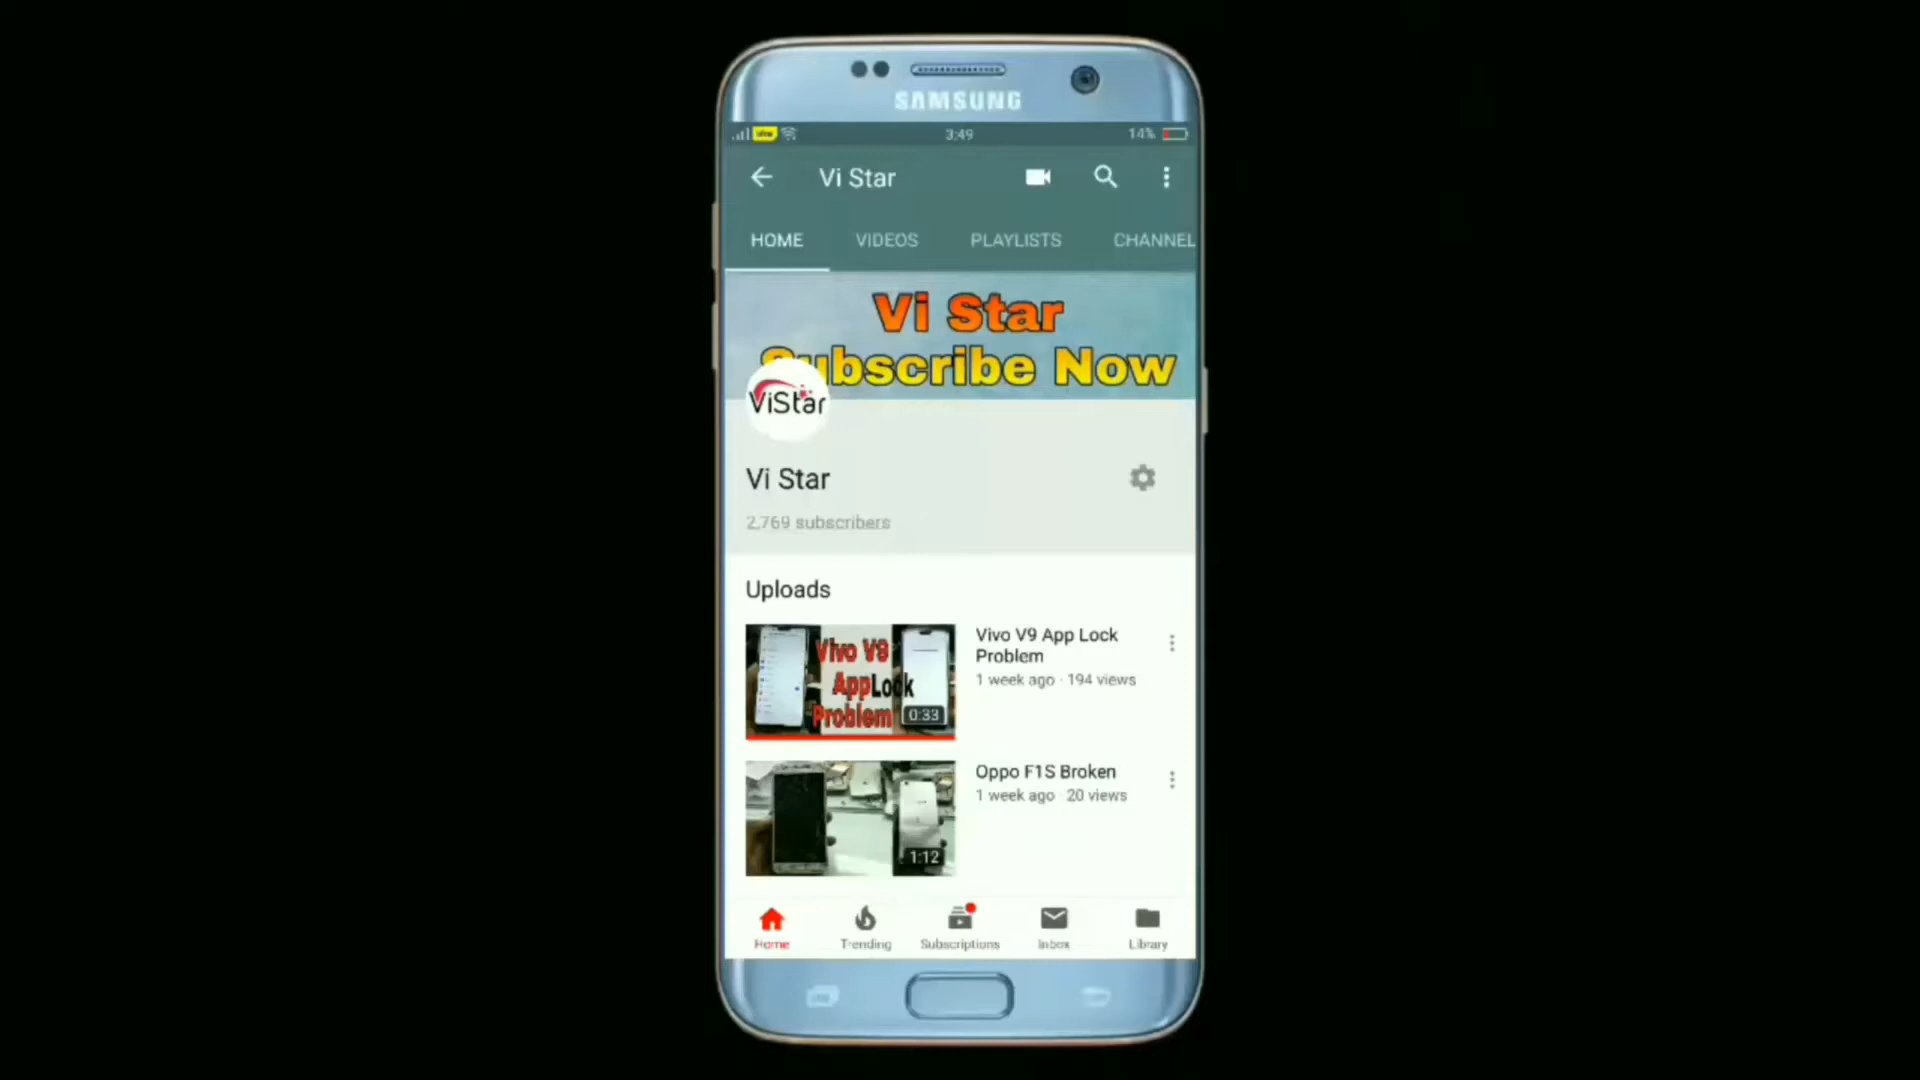 SAMSUNG
3:49
14%
Vi Star
HOME VIDEOS PLAYLISTS CHANNEL
Vi Star
Subscribe Now
ViStar
Vi Star
2,769 subscribers
Uploads
Vivo V9
AppLock
Problem
0:33
Vivo V9 App Lock
Problem
1 week ago · 194 views
Oppo F1S Broken
1 week ago · 20 views
1:12
Home Trending Subscriptions Inbox Library